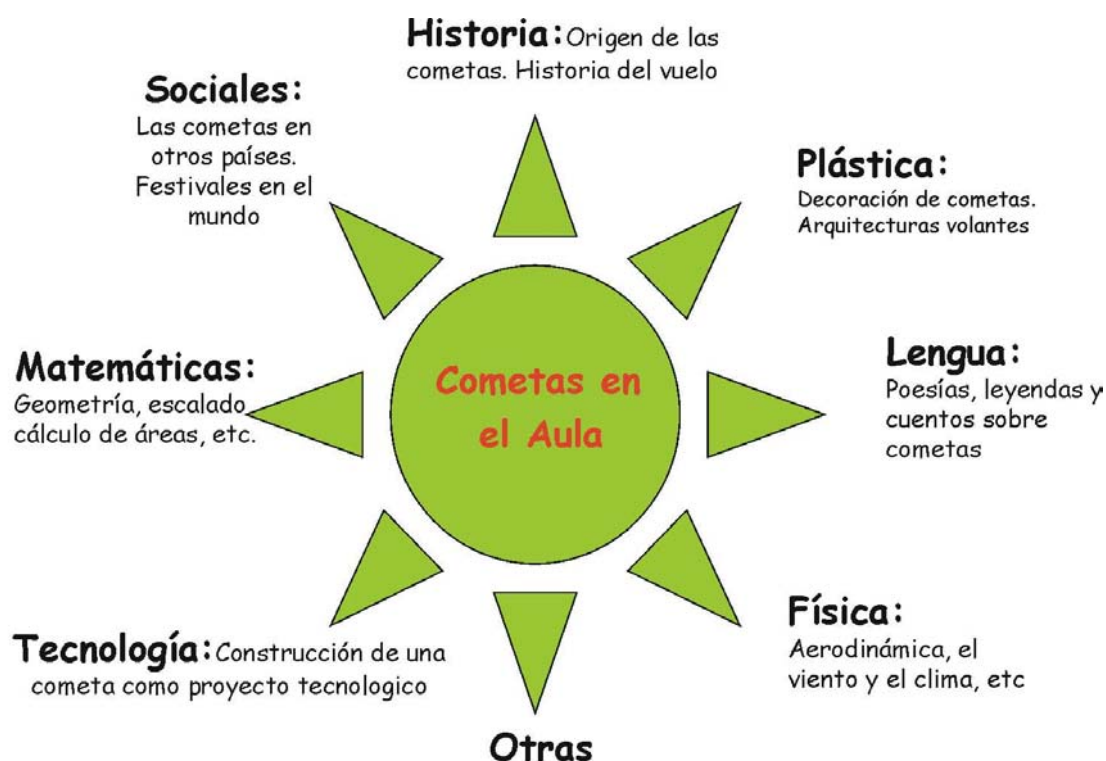 Historia: Origen de las
cometas. Historia del vuelo
Sociales:
Las cometas en
otros países.
Festivales en el
mundo
Plástica:
Decoración de cometas.
Arquitecturas volantes
Matemáticas:
Geometría, escalado,
cálculo de áreas, etc.
Cometas en
el Aula
Lengua:
Poesías, leyendas y
cuentos sobre
cometas
Tecnología: Construcción de una
cometa como proyecto tecnologico
Física:
Aerodinámica, el
viento y el clima, etc
Otras